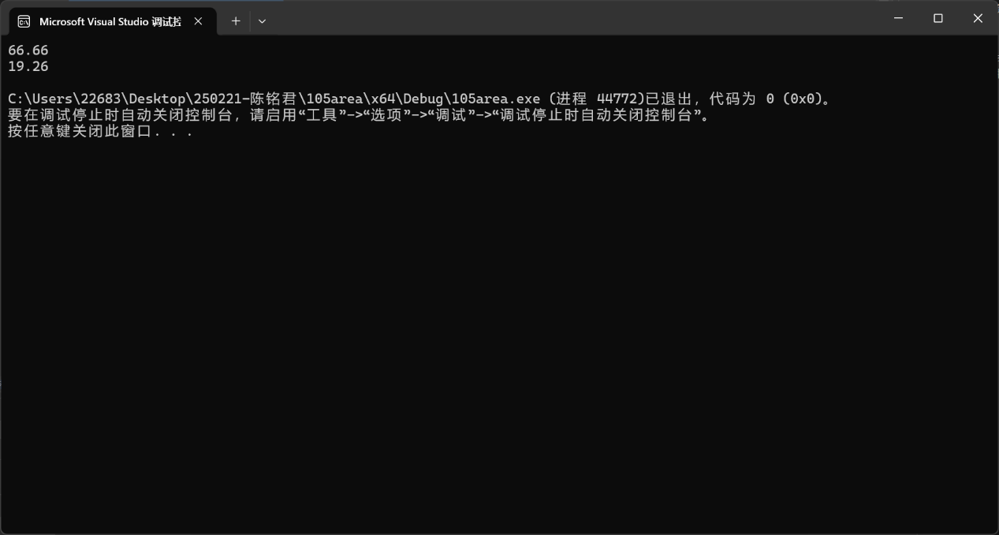 Microsoft Visual Studio 调试控
66.66
19.26
C:\Users\22683\Desktop\250221-陈铭君\105area\x64\Debug\105area.exe (进程 44772)已退出，代码为 0 (0x0)。
要在调试停止时自动关闭控制台，请启用“工具”->“选项”->“调试”->“调试停止时自动关闭控制台”。
按任意键关闭此窗口. . .